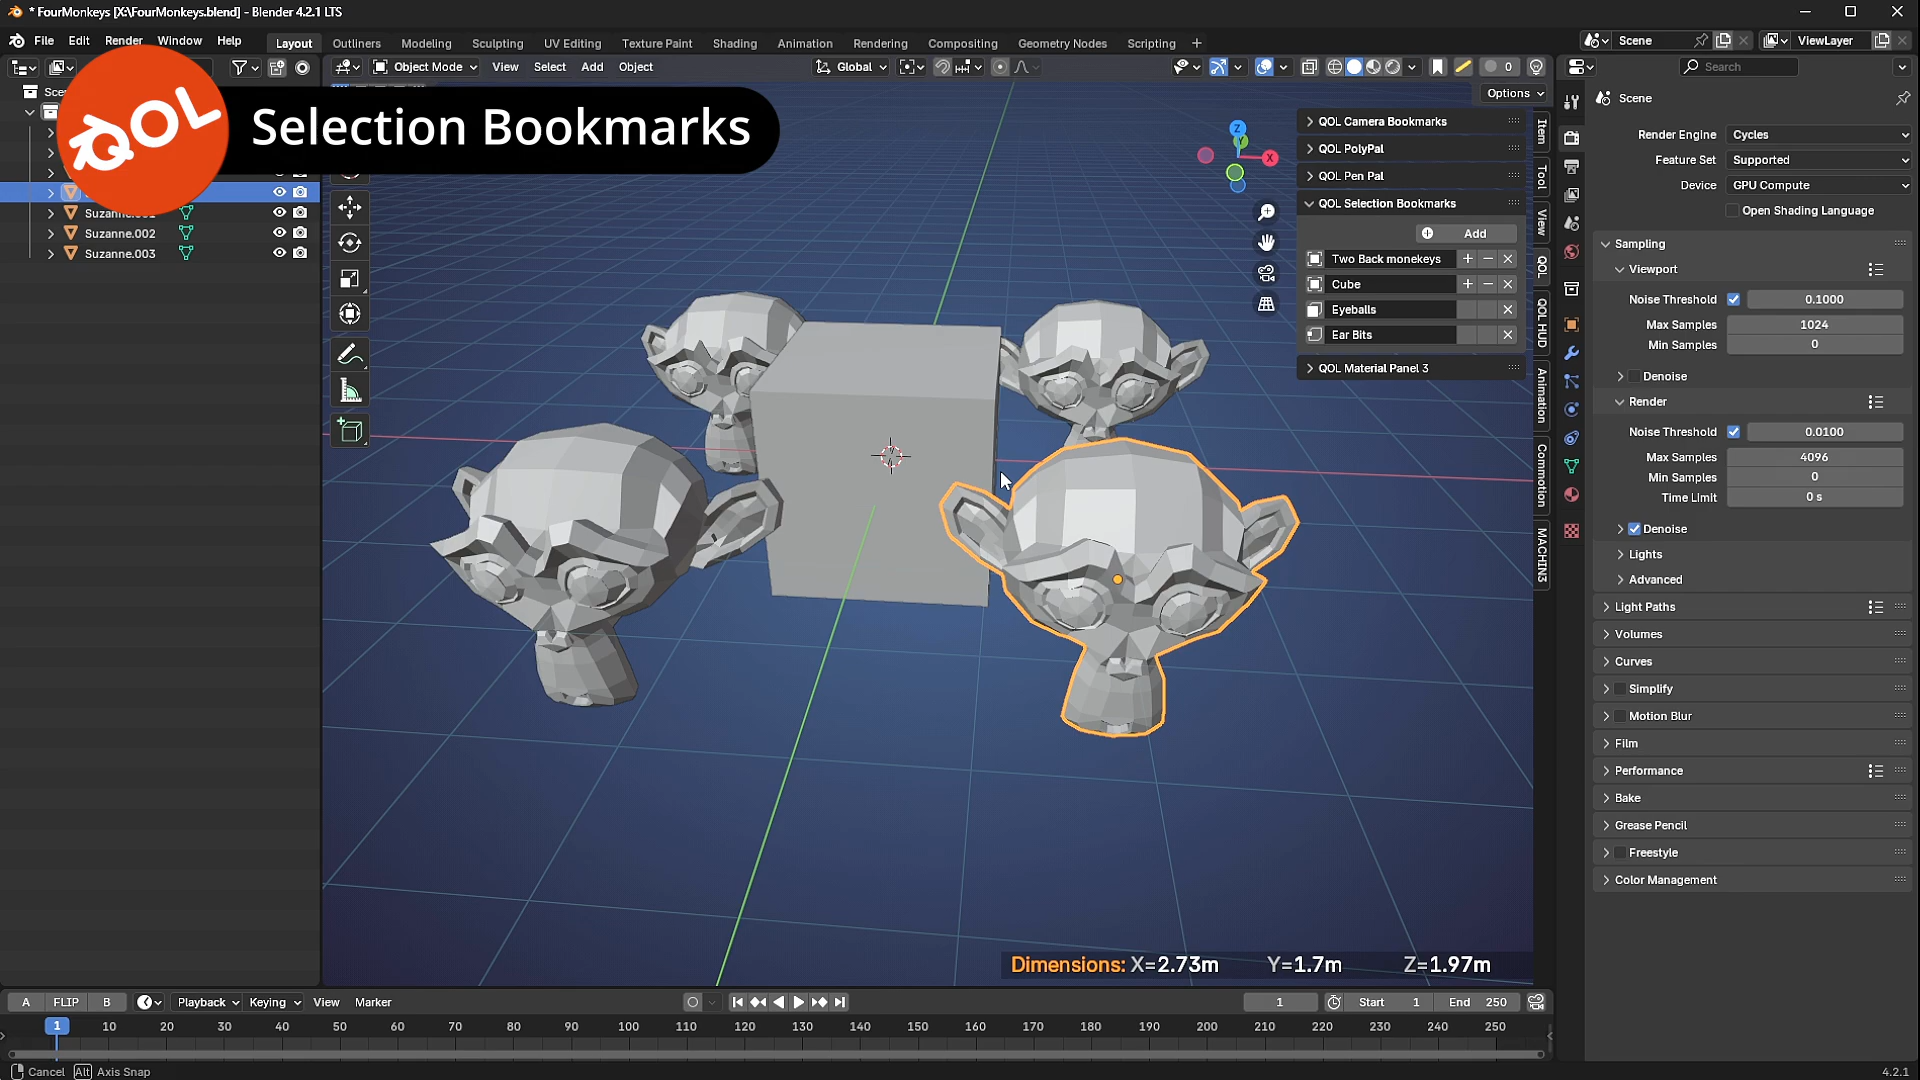 * FourMonkeys [X:\FourMonkeys.blend] - Blender 4.2.1 LTS
File Edit Render Window Help Layout Outliners Modeling Sculpting UV Editing Texture Paint Shading Animation Rendering Compositing Geometry Nodes Scripting + Scene ViewLayer
Object Mode View Select Add Object Global 0 Search
Options
QOL Selection Bookmarks
Suzanne.002
Suzanne.003
QOL Camera Bookmarks
QOL PolyPal
QOL Pen Pal
QOL Selection Bookmarks
Add
Two Back monekeys
Cube
Eyeballs
Ear Bits
QOL Material Panel 3
Z
Y
X
Item
Tool
View
QOL
QOL HUD
Animation
Commotion
MACHIN3
Scene
Render Engine Cycles
Feature Set Supported
Device GPU Compute
Open Shading Language
Sampling
Viewport
Noise Threshold 0.1000
Max Samples 1024
Min Samples 0
Denoise
Render
Noise Threshold 0.0100
Max Samples 4096
Min Samples 0
Time Limit 0 s
Denoise
Lights
Advanced
Light Paths
Volumes
Curves
Simplify
Motion Blur
Film
Performance
Bake
Grease Pencil
Freestyle
Color Management
Dimensions: X=2.73m Y=1.7m Z=1.97m
A FLIP B Playback Keying View Marker 1 Start 1 End 250
1 10 20 30 40 50 60 70 80 90 100 110 120 130 140 150 160 170 180 190 200 210 220 230 240 250
Cancel Alt Axis Snap 4.2.1